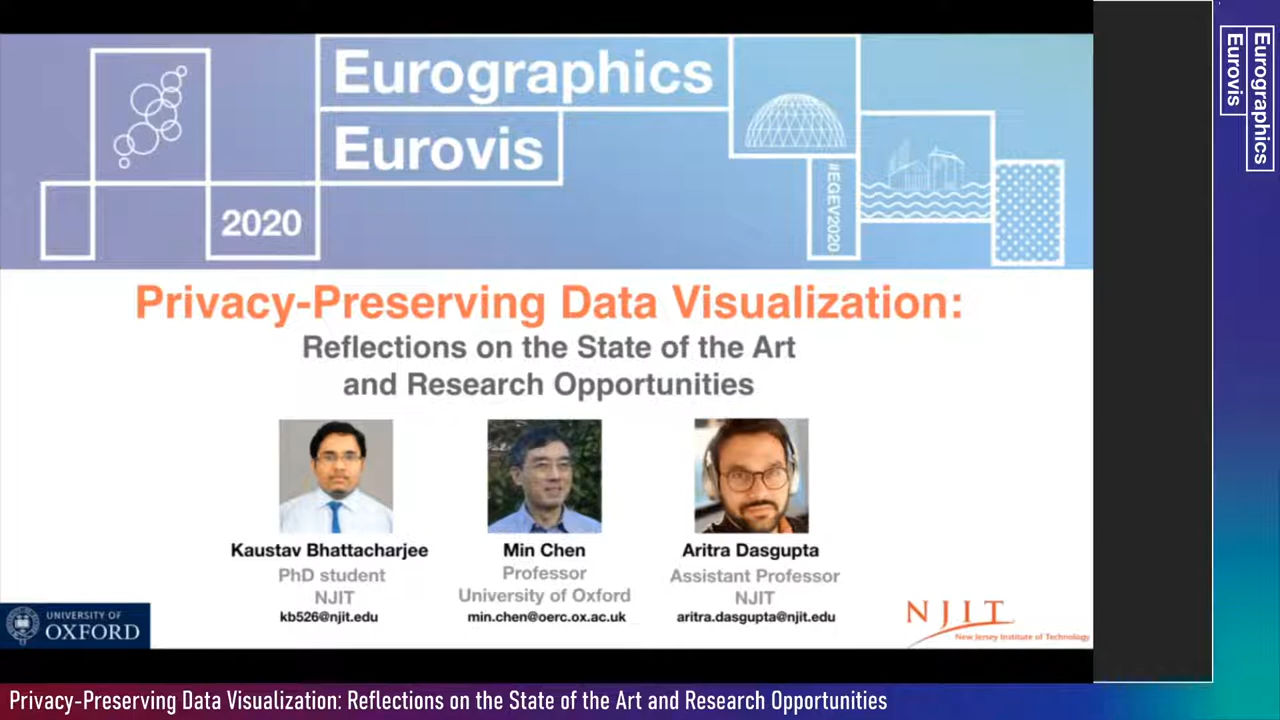 Eurographics
Eurovis
2020
#EGEV2020
Eurographics
Eurovis
Privacy-Preserving Data Visualization:
Reflections on the State of the Art
and Research Opportunities
Kaustav Bhattacharjee
PhD student
NJIT
kb526@njit.edu
Min Chen
Professor
University of Oxford
min.chen@oerc.ox.ac.uk
Aritra Dasgupta
Assistant Professor
NJIT
aritra.dasgupta@njit.edu
UNIVERSITY OF
OXFORD
NJIT
New Jersey Institute of Technology
Privacy-Preserving Data Visualization: Reflections on the State of the Art and Research Opportunities